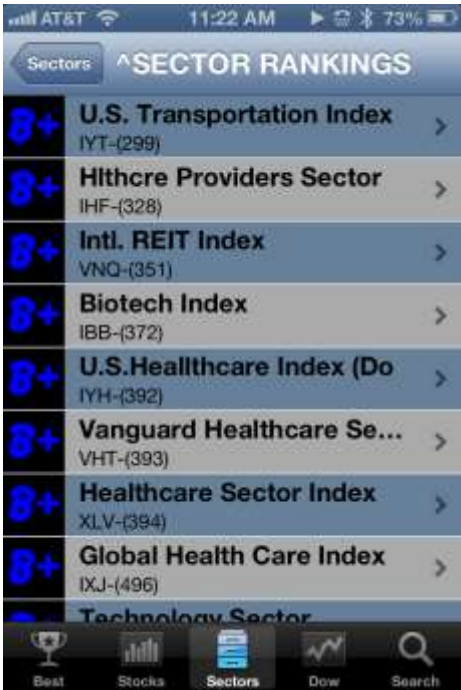 AT&T 11:22 AM 73%
Sectors ^SECTOR RANKINGS
8+ U.S. Transportation Index
IYT-(299)
8+ Hlthcre Providers Sector
IHF-(328)
8+ Intl. REIT Index
VNQ-(351)
8+ Biotech Index
IBB-(372)
8+ U.S.Heallthcare Index (Do
IYH-(392)
8+ Vanguard Healthcare Se...
VHT-(393)
8+ Healthcare Sector Index
XLV-(394)
8+ Global Health Care Index
IXJ-(496)
Technology Sector
Best Stocks Sectors Dow Search